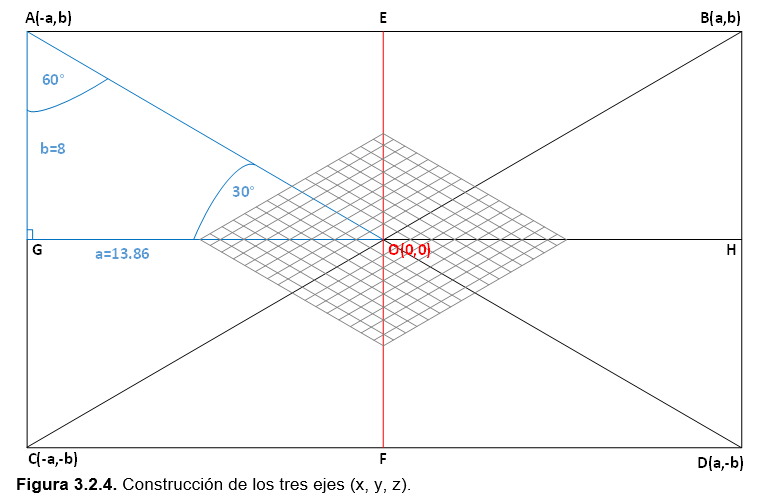 A(-a,b) E B(a,b)
60°
b=8
30°
G a=13.86 O(0,0) H
C(-a,-b) F D(a,-b)
Figura 3.2.4. Construcción de los tres ejes (x, y, z).